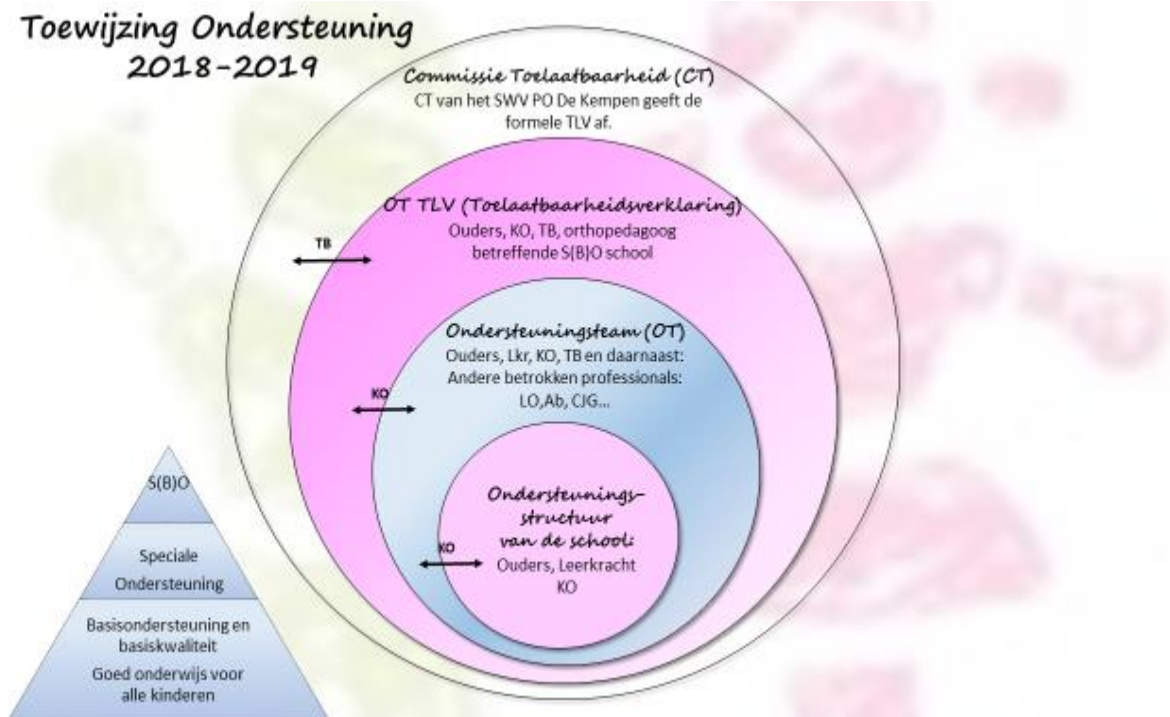 Toewijzing Ondersteuning
2018-2019
Commissie Toelaatbaarheid (CT)
CT van het SWV PO De Kempen geeft de
formele TLV af.
OT TLV (Toelaatbaarheidsverklaring)
Ouders, KO, TB, orthopedagoog
betreffende S(B)O school
TB
Ondersteuningsteam (OT)
Ouders, Lkr, KO, TB en daarnaast:
Andere betrokken professionals:
LO,Ab, CJG...
KO
Ondersteunings-
structuur
van de school:
Ouders, Leerkracht
KO
KO
S(B)O
Speciale
Ondersteuning
Basisondersteuning en
basiskwaliteit
Goed onderwijs voor
alle kinderen